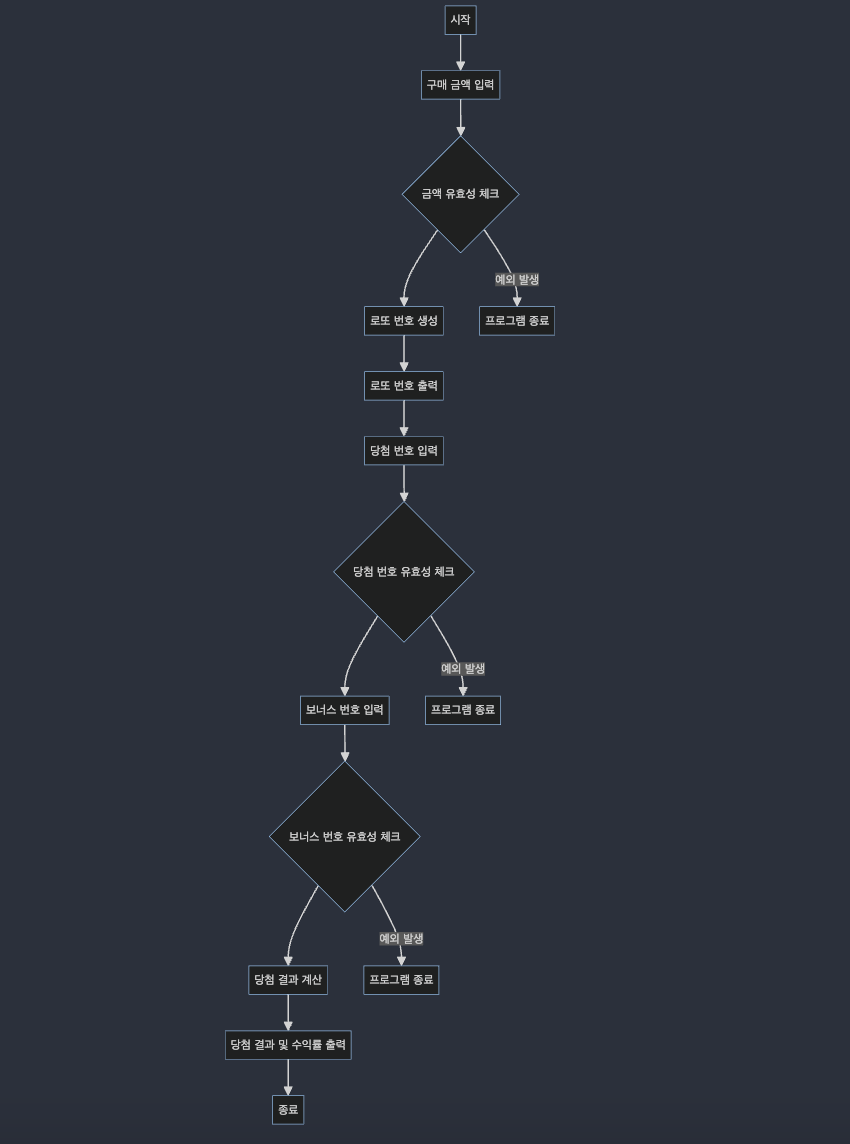 시작
구매 금액 입력
금액 유효성 체크
예외 발생
로또 번호 생성
프로그램 종료
로또 번호 출력
당첨 번호 입력
당첨 번호 유효성 체크
예외 발생
보너스 번호 입력
프로그램 종료
보너스 번호 유효성 체크
예외 발생
당첨 결과 계산
프로그램 종료
당첨 결과 및 수익률 출력
종료